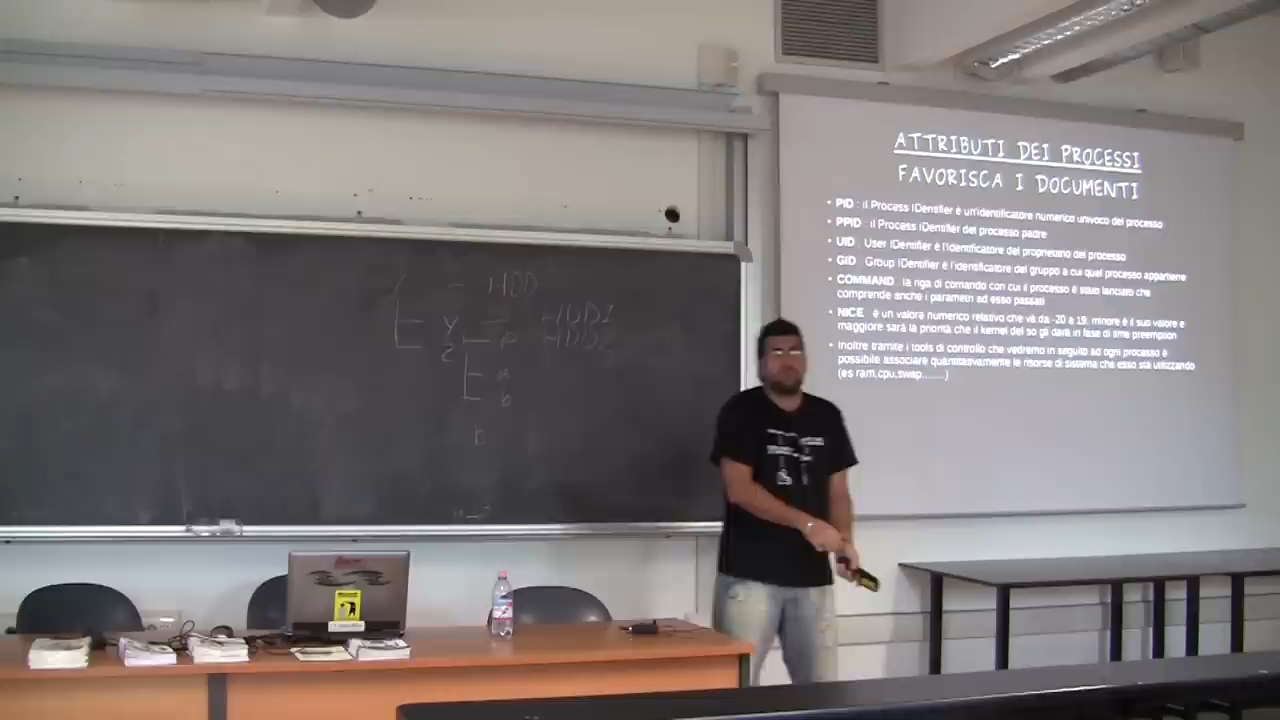 ATTRIBUTI DEI PROCESSI
FAVORISCA I DOCUMENTI
• PID : il Process IDentifier è un'identificatore numerico univoco del processo
• PPID : il Process IDentifier del processo padre
• UID : User IDentifier è l'identificatore del proprietario del processo
• GID : Group IDentifier è l'identificatore del gruppo a cui quel processo appartiene
• COMMAND : la riga di comando con cui il processo è stato lanciato che
comprende anche i parametri ad esso passati
• NICE : è un valore numerico relativo che và da -20 a 19, minore è il suo valore e
maggiore sarà la priorità che il kernel del so gli darà in fase di time preemption
• Inoltre tramite i tools di controllo che vedremo in seguito ad ogni processo è
possibile associare quantitativamente le risorse di sistema che esso sta utilizzando
(es ram,cpu,swap.......)
HDD
HDD1
HDD2